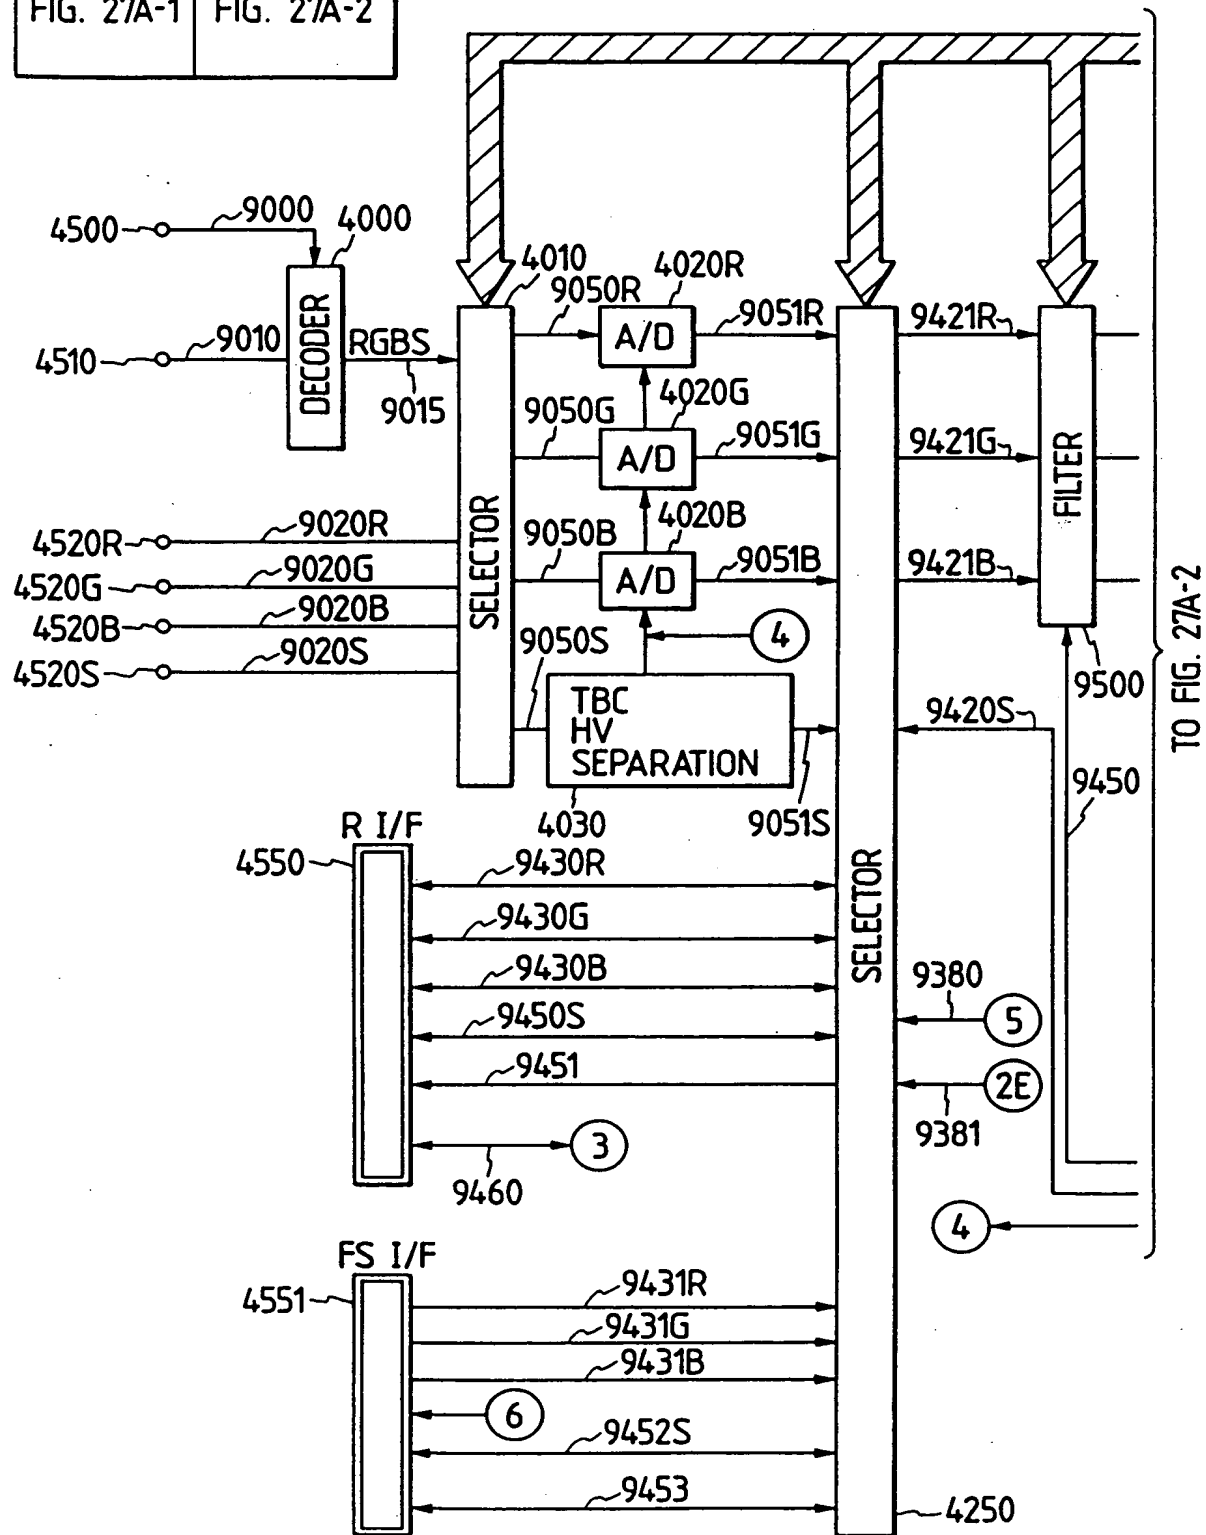 FIG. 27A-1
FIG. 27A-2
4500
9000
4000
4510
9010
DECODER
RGBS
9015
4010
9050R
4020R
A/D
9051R
9421R
9050G
4020G
A/D
9051G
9421G
FILTER
9050B
4020B
A/D
9051B
9421B
SELECTOR
4520R
9020R
4520G
9020G
4520B
9020B
4520S
9020S
9050S
4
TBC
HV
SEPARATION
4030
9051S
9500
9420S
9450
TO FIG. 27A-2
R I/F
4550
9430R
9430G
9430B
9450S
9451
9460
3
SELECTOR
9380
5
2E
9381
4
FS I/F
4551
9431R
9431G
9431B
6
9452S
9453
4250